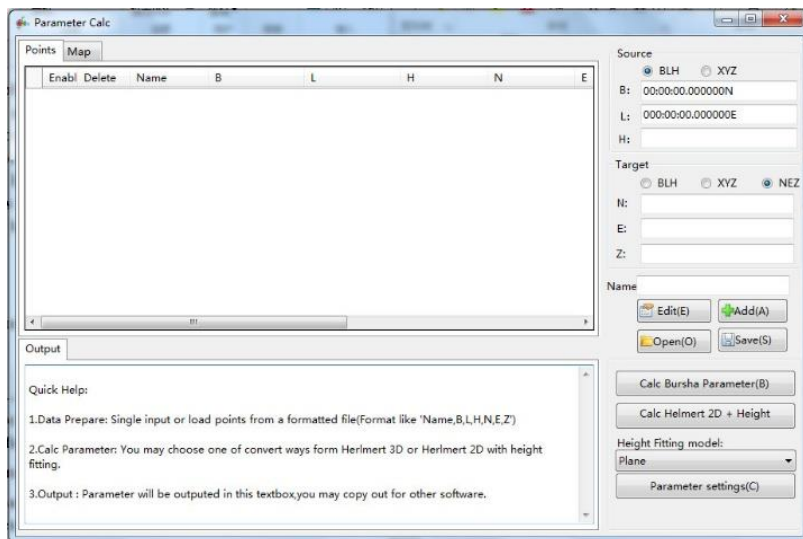 Parameter Calc
Points Map
Enabl Delete Name B L H N E
Output
Quick Help:
1.Data Prepare: Single input or load points from a formatted file(Format like 'Name,B,L,H,N,E,Z')
2.Calc Parameter: You may choose one of convert ways form Herlmert 3D or Herlmert 2D with height
fitting.
3.Output : Parameter will be outputed in this textbox,you may copy out for other software.
Source
BLH XYZ
B: 00:00:00.000000N
L: 000:00:00.000000E
H:
Target
BLH XYZ NEZ
N:
E:
Z:
Name
Edit(E) Add(A)
Open(O) Save(S)
Calc Bursha Parameter(B)
Calc Helmert 2D + Height
Height Fitting model:
Plane
Parameter settings(C)